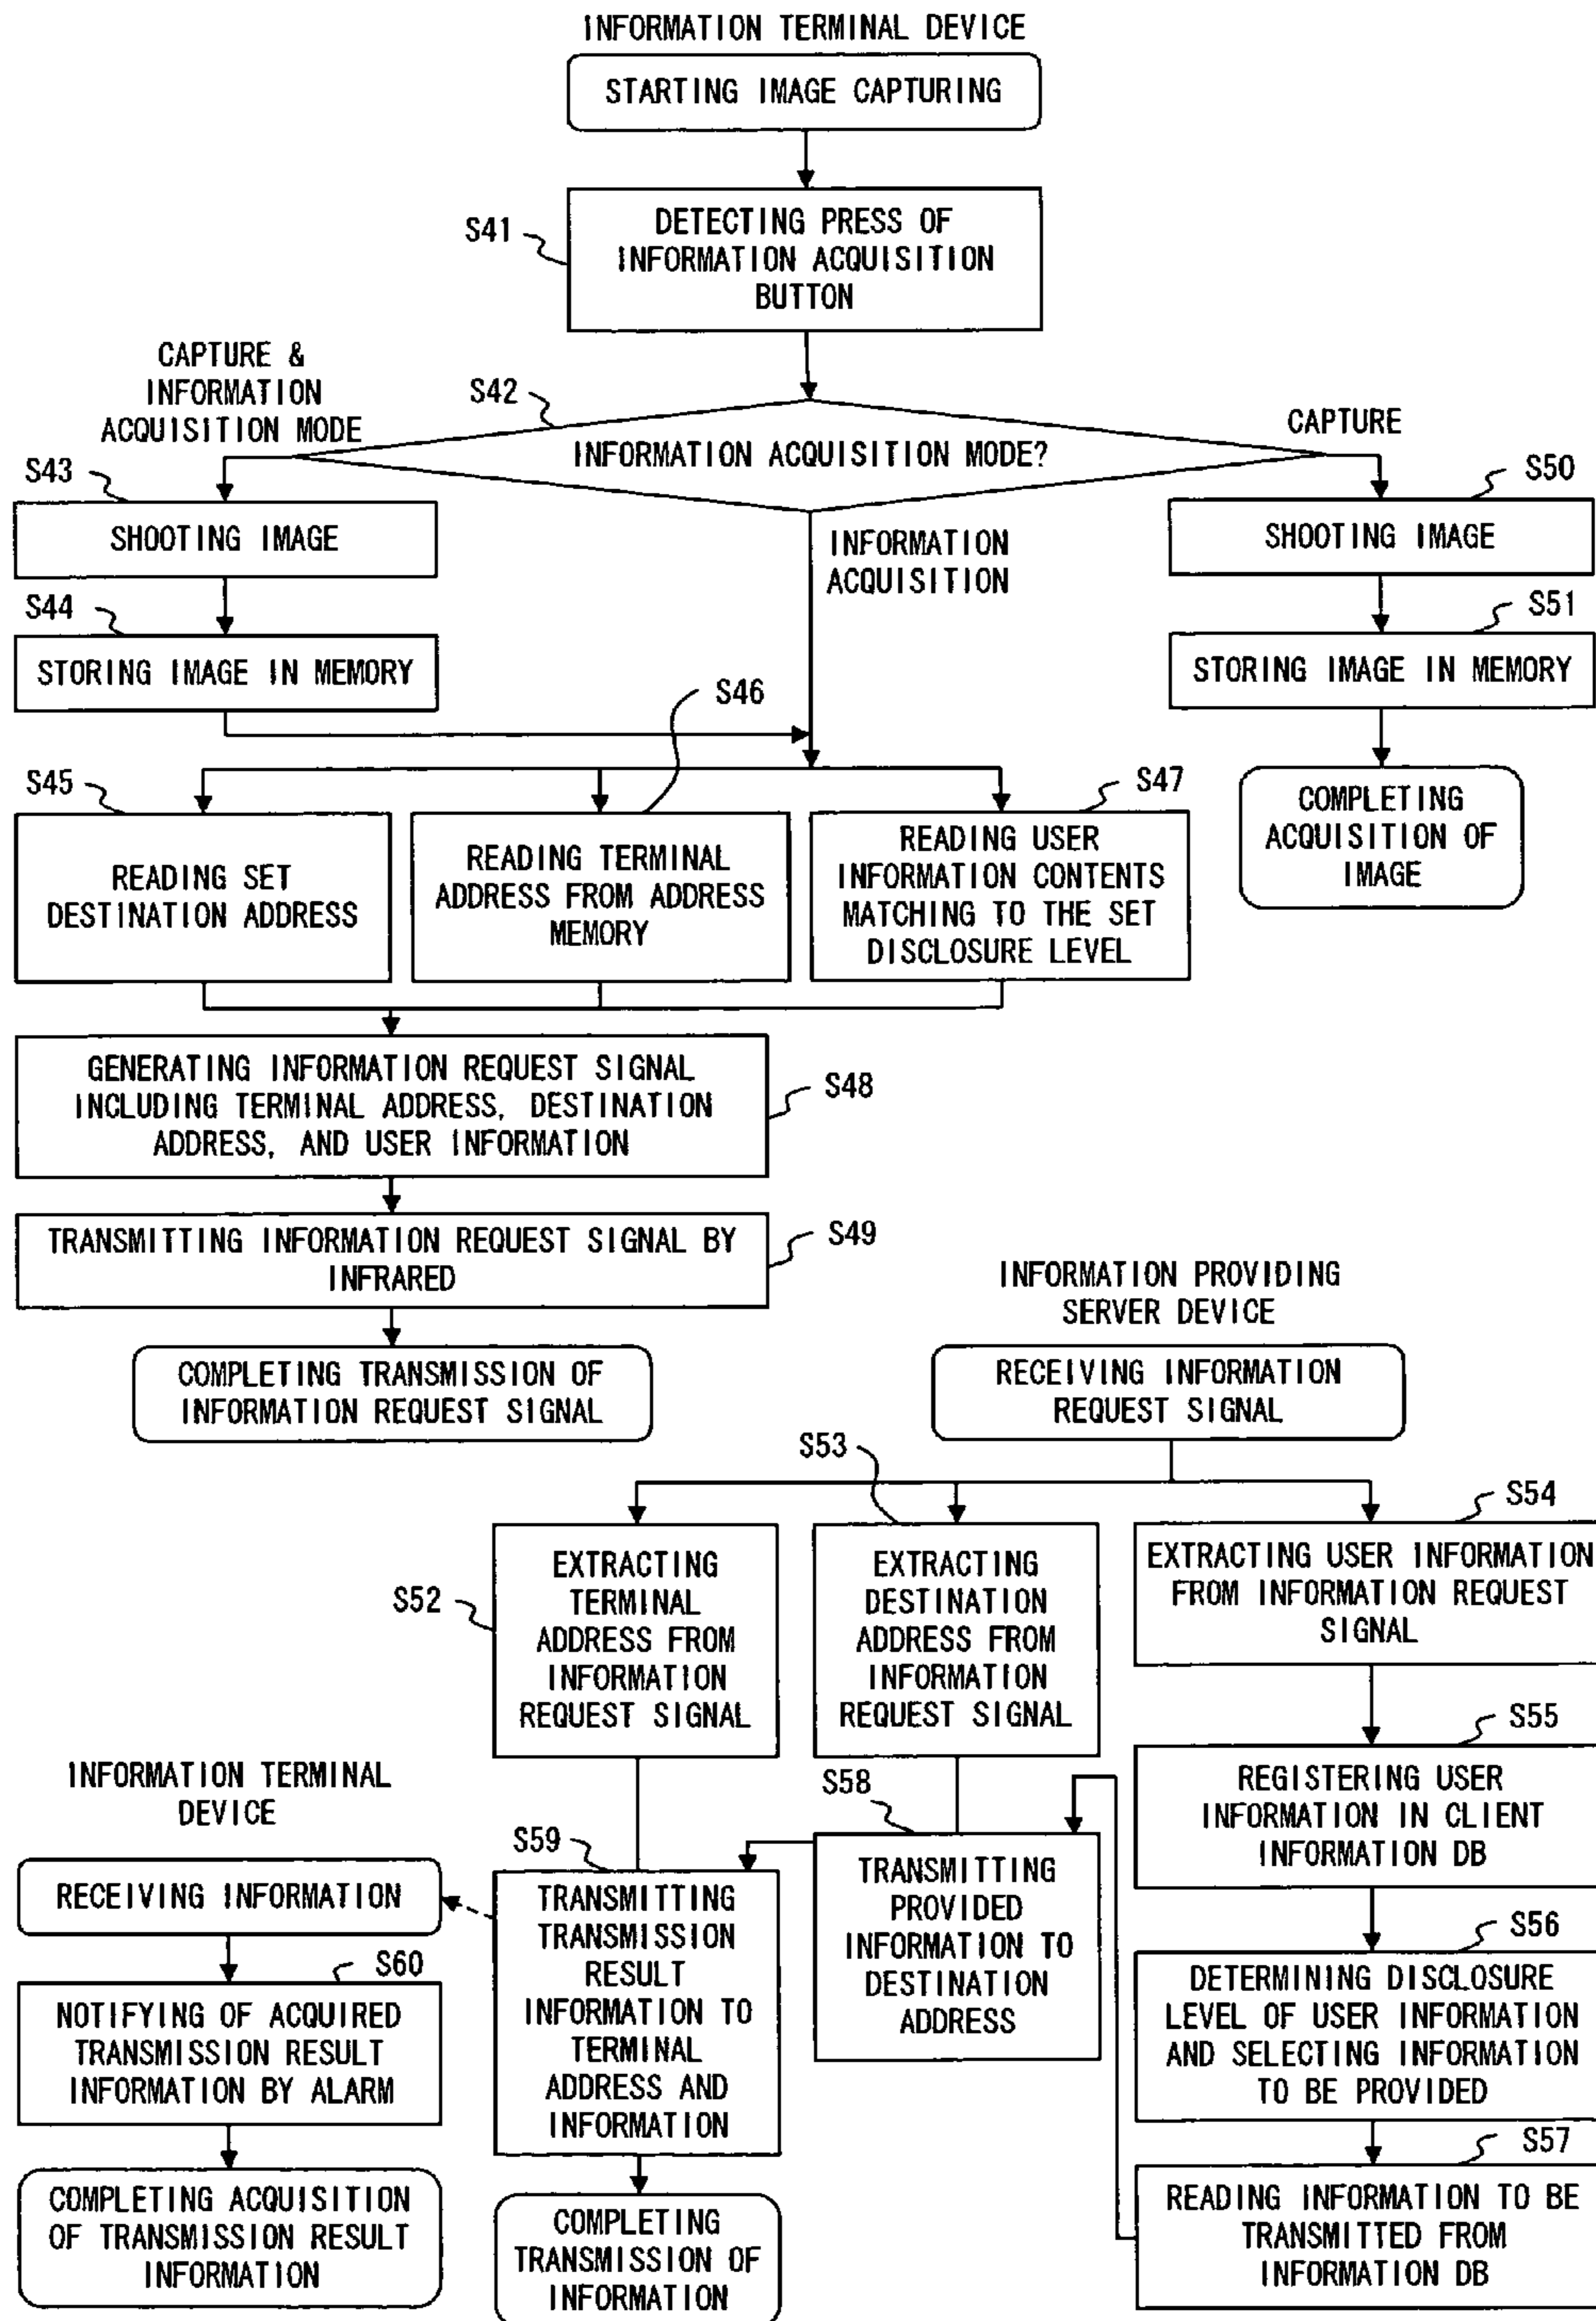 INFORMATION TERMINAL DEVICE
STARTING IMAGE CAPTURING
S41
DETECTING PRESS OF
INFORMATION ACQUISITION
BUTTON
CAPTURE &
INFORMATION
ACQUISITION MODE
S42
INFORMATION ACQUISITION MODE?
CAPTURE
S43
SHOOTING IMAGE
S44
STORING IMAGE IN MEMORY
INFORMATION
ACQUISITION
S50
SHOOTING IMAGE
S51
STORING IMAGE IN MEMORY
COMPLETING
ACQUISITION OF
IMAGE
S45
READING SET
DESTINATION ADDRESS
S46
READING TERMINAL
ADDRESS FROM ADDRESS
MEMORY
S47
READING USER
INFORMATION CONTENTS
MATCHING TO THE SET
DISCLOSURE LEVEL
GENERATING INFORMATION REQUEST SIGNAL
INCLUDING TERMINAL ADDRESS, DESTINATION
ADDRESS, AND USER INFORMATION
S48
TRANSMITTING INFORMATION REQUEST SIGNAL BY
INFRARED
S49
COMPLETING TRANSMISSION OF
INFORMATION REQUEST SIGNAL
INFORMATION PROVIDING
SERVER DEVICE
RECEIVING INFORMATION
REQUEST SIGNAL
S52
EXTRACTING
TERMINAL
ADDRESS FROM
INFORMATION
REQUEST SIGNAL
S53
EXTRACTING
DESTINATION
ADDRESS FROM
INFORMATION
REQUEST SIGNAL
S54
EXTRACTING USER INFORMATION
FROM INFORMATION REQUEST
SIGNAL
S55
REGISTERING USER
INFORMATION IN CLIENT
INFORMATION DB
S56
DETERMINING DISCLOSURE
LEVEL OF USER INFORMATION
AND SELECTING INFORMATION
TO BE PROVIDED
S57
READING INFORMATION TO BE
TRANSMITTED FROM
INFORMATION DB
S58
TRANSMITTING
PROVIDED
INFORMATION TO
DESTINATION
ADDRESS
S59
TRANSMITTING
TRANSMISSION
RESULT
INFORMATION TO
TERMINAL
ADDRESS AND
INFORMATION
COMPLETING
TRANSMISSION OF
INFORMATION
INFORMATION TERMINAL
DEVICE
RECEIVING INFORMATION
S60
NOTIFYING OF ACQUIRED
TRANSMISSION RESULT
INFORMATION BY ALARM
COMPLETING ACQUISITION
OF TRANSMISSION RESULT
INFORMATION